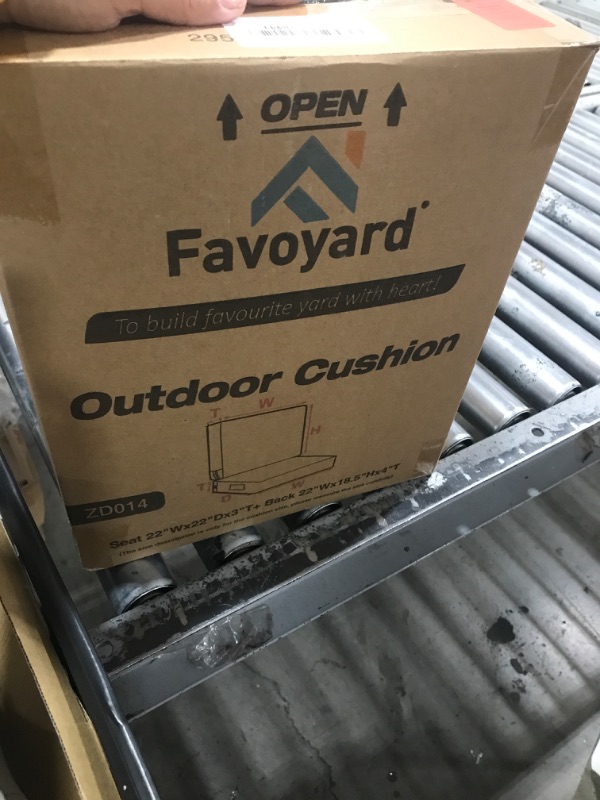 295
OPEN
Favoyard
To build favourite yard with heart!
Outdoor Cushion
T W
H
T
D W
ZD014
Seat 22"Wx22"Dx3"T+ Back 22"Wx18.5"Hx4"T